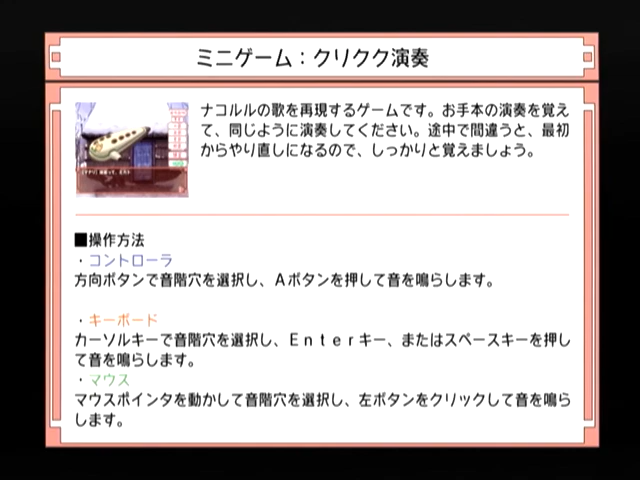 ミニゲーム：クリクク演奏
ナコルルの歌を再現するゲームです。お手本の演奏を覚え
て、同じように演奏してください。途中で間違うと、最初
からやり直しになるので、しっかりと覚えましょう。
■操作方法
・コントローラ
方向ボタンで音階穴を選択し、Ａボタンを押して音を鳴らします。
・キーボード
カーソルキーで音階穴を選択し、Ｅｎｔｅｒキー、またはスペースキーを押し
て音を鳴らします。
・マウス
マウスポインタを動かして音階穴を選択し、左ボタンをクリックして音を鳴ら
します。